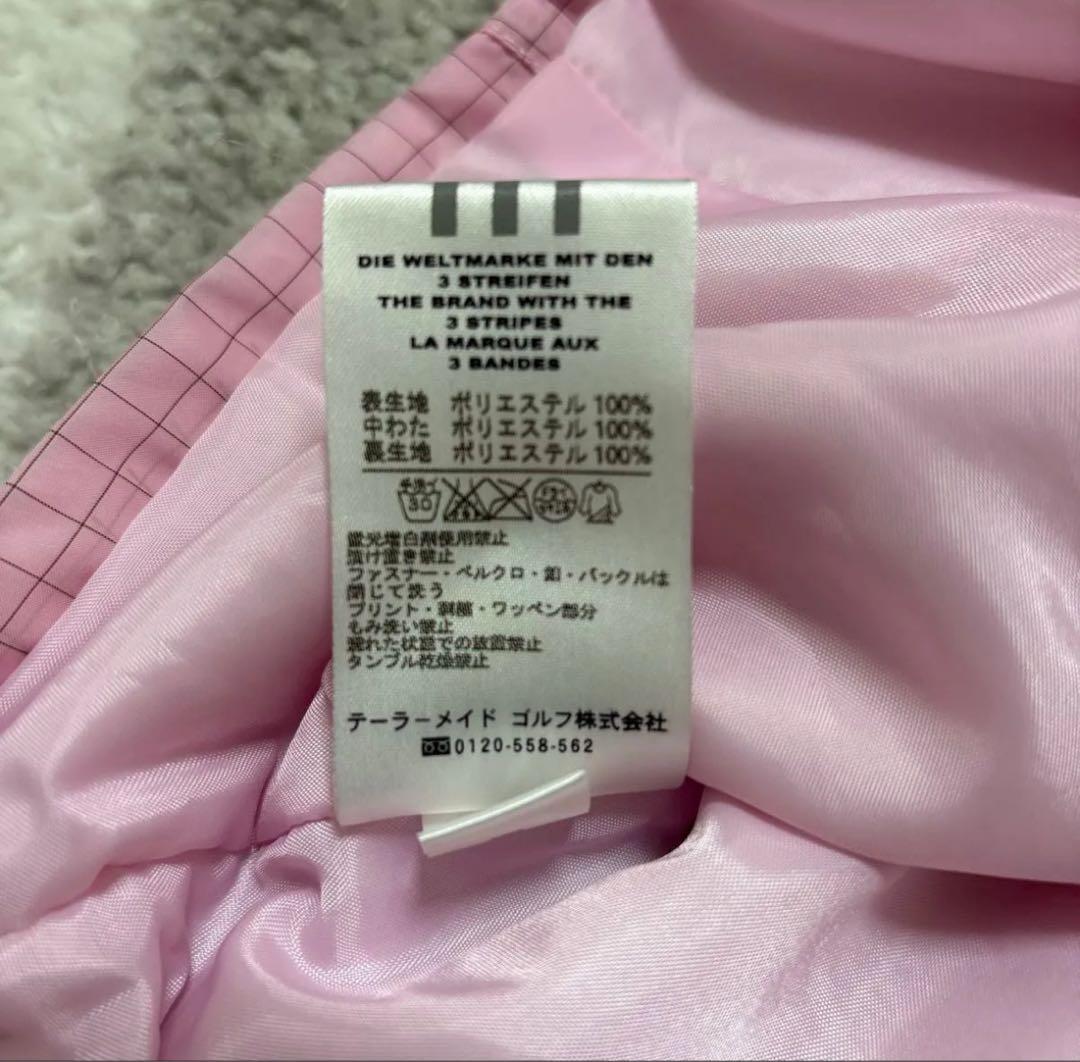 DIE WELTMARKE MIT DEN
3 STREIFEN
THE BRAND WITH THE
3 STRIPES
LA MARQUE AUX
3 BANDES
表生地 ポリエステル 100%
中わた ポリエステル 100%
裏生地 ポリエステル 100%
30
蛍光増白剤使用禁止
漬け置き禁止
ファスナー・ベルクロ・釦・バックルは
閉じて洗う
プリント・刺繍・ワッペン部分
もみ洗い禁止
濡れた状態での放置禁止
タンブル乾燥禁止
テーラーメイド ゴルフ株式会社
0120-558-562